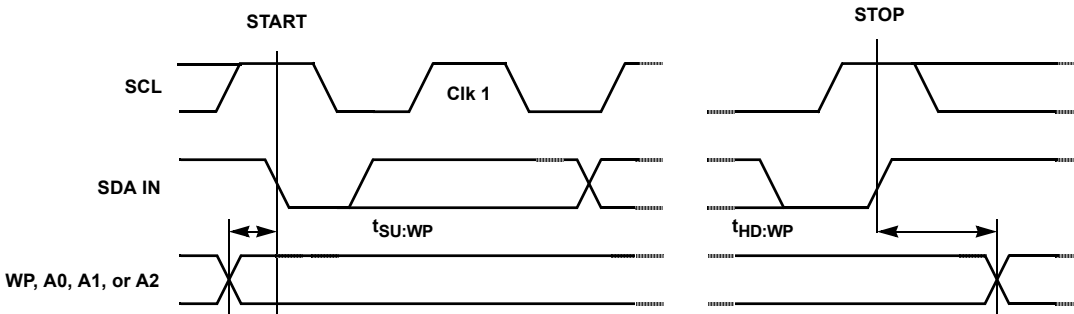 START
STOP
SCL
Clk 1
SDA IN
tSU:WP
tHD:WP
WP, A0, A1, or A2